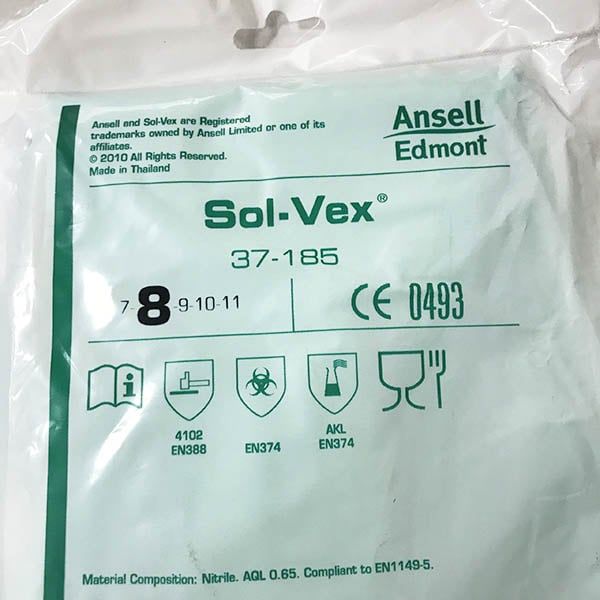 Ansell and Sol-Vex are Registered
trademarks owned by Ansell Limited or one of its
affiliates.
© 2010 All Rights Reserved.
Made in Thailand
Ansell
Edmont
Sol-Vex®
37-185
7-8-9-10-11
CE 0493
i
4102
EN388
EN374
AKL
EN374
Material Composition: Nitrile. AQL 0.65. Compliant to EN1149-5.